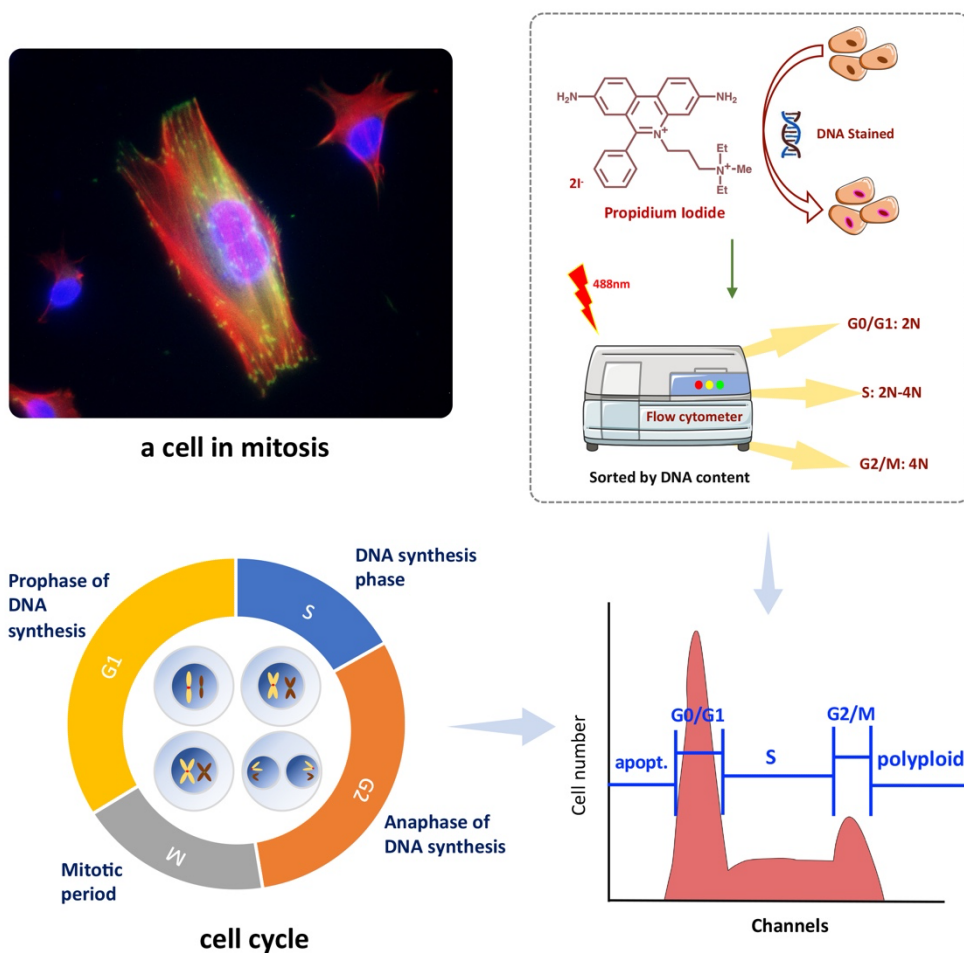 a cell in mitosis
H₂N
NH₂
N⁺
Et
N⁺-Me
Et
2I⁻
Propidium Iodide
DNA Stained
488nm
Flow cytometer
Sorted by DNA content
G0/G1: 2N
S: 2N-4N
G2/M: 4N
Prophase of
DNA
synthesis
DNA synthesis
phase
G1
S
G2
M
Anaphase of
DNA synthesis
Mitotic
period
cell cycle
Cell number
apopt.
G0/G1
S
G2/M
polyploid
Channels